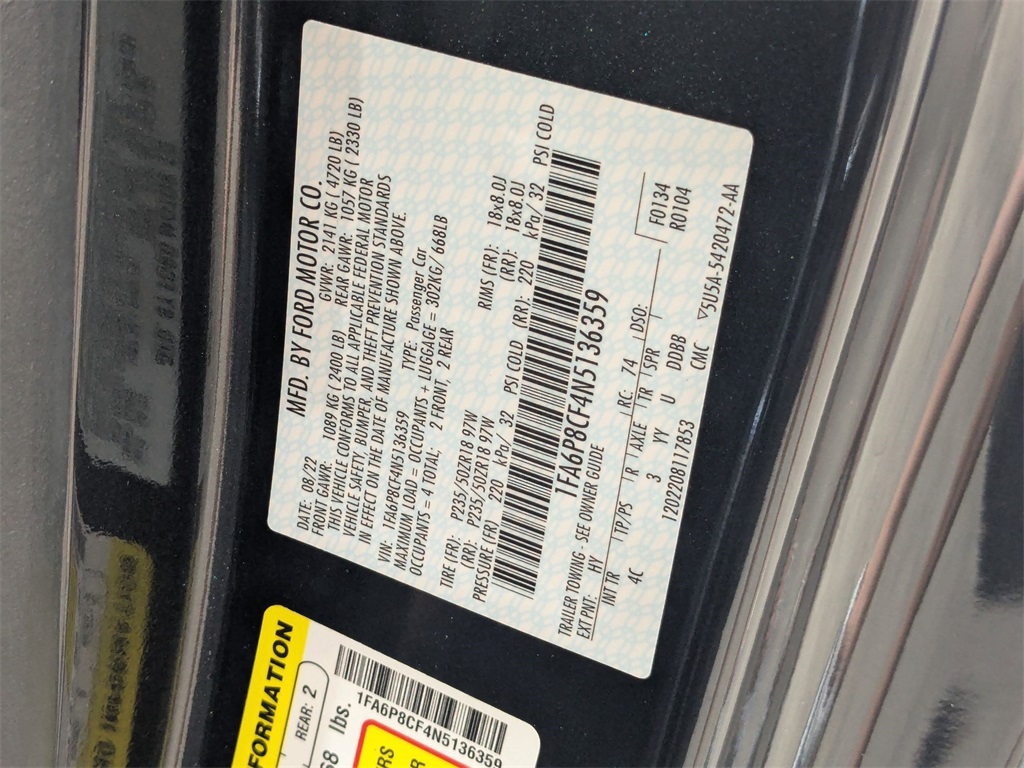 MFD. BY FORD MOTOR CO.
DATE: 08/22 GVWR: 2141 KG ( 4720 LB)
FRONT GAWR: 1089 KG ( 2400 LB) REAR GAWR: 1057 KG ( 2330 LB)
THIS VEHICLE CONFORMS TO ALL APPLICABLE FEDERAL MOTOR
VEHICLE SAFETY, BUMPER, AND THEFT PREVENTION STANDARDS
IN EFFECT ON THE DATE OF MANUFACTURE SHOWN ABOVE.
VIN: 1FA6P8CF4N5136359 TYPE: Passenger Car
MAXIMUM LOAD = OCCUPANTS + LUGGAGE = 302KG/ 668LB
OCCUPANTS = 4 TOTAL; 2 FRONT, 2 REAR
TIRE (FR): P235/50ZR18 97W RIMS (FR): 18x8.0J
(RR): P235/50ZR18 97W (RR): 18x8.0J
PRESSURE (FR) 220 kPa/ 32 PSI COLD (RR): 220 kPa/ 32 PSI COLD
1FA6P8CF4N5136359
TRAILER TOWING - SEE OWNER GUIDE
EXT PNT: HY RC: 74 DSO: F0134
INT TR TP/PS R AXLE TR SPR R0104
4C 3 YY U DDBB
1202208117853 CMC ▽5U5A-5420472-AA
FORMATION
REAR: 2
68 lbs.
1FA6P8CF4N5136359